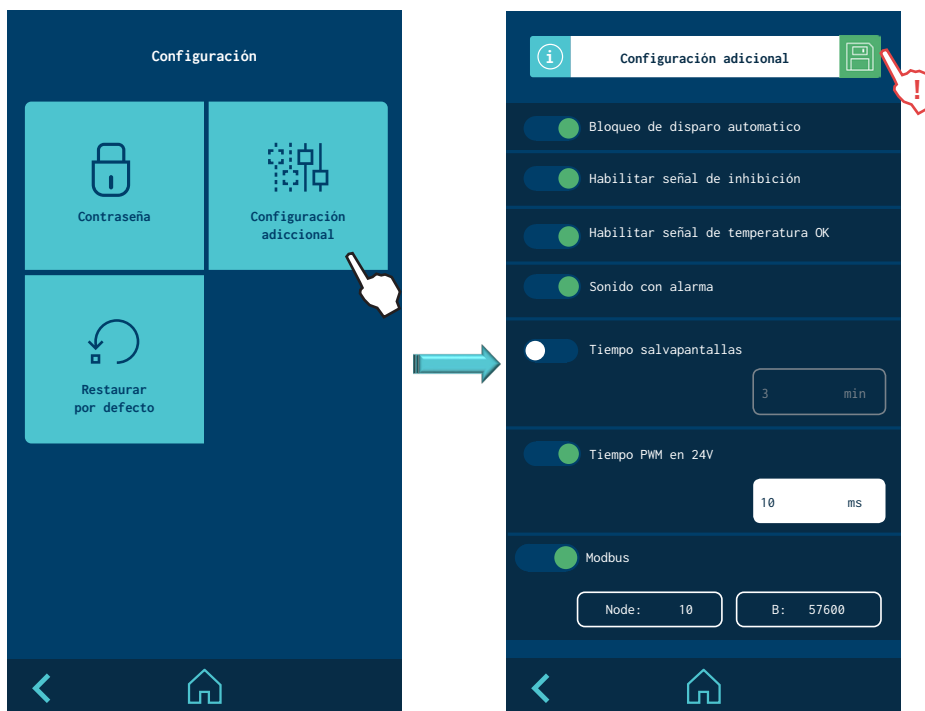 Configuración
Contraseña
Configuración
adiccional
Restaurar
por defecto
i
Configuración adicional
!
Bloqueo de disparo automatico
Habilitar señal de inhibición
Habilitar señal de temperatura OK
Sonido con alarma
Tiempo salvapantallas
3 min
Tiempo PWM en 24V
10 ms
Modbus
Node: 10
B: 57600